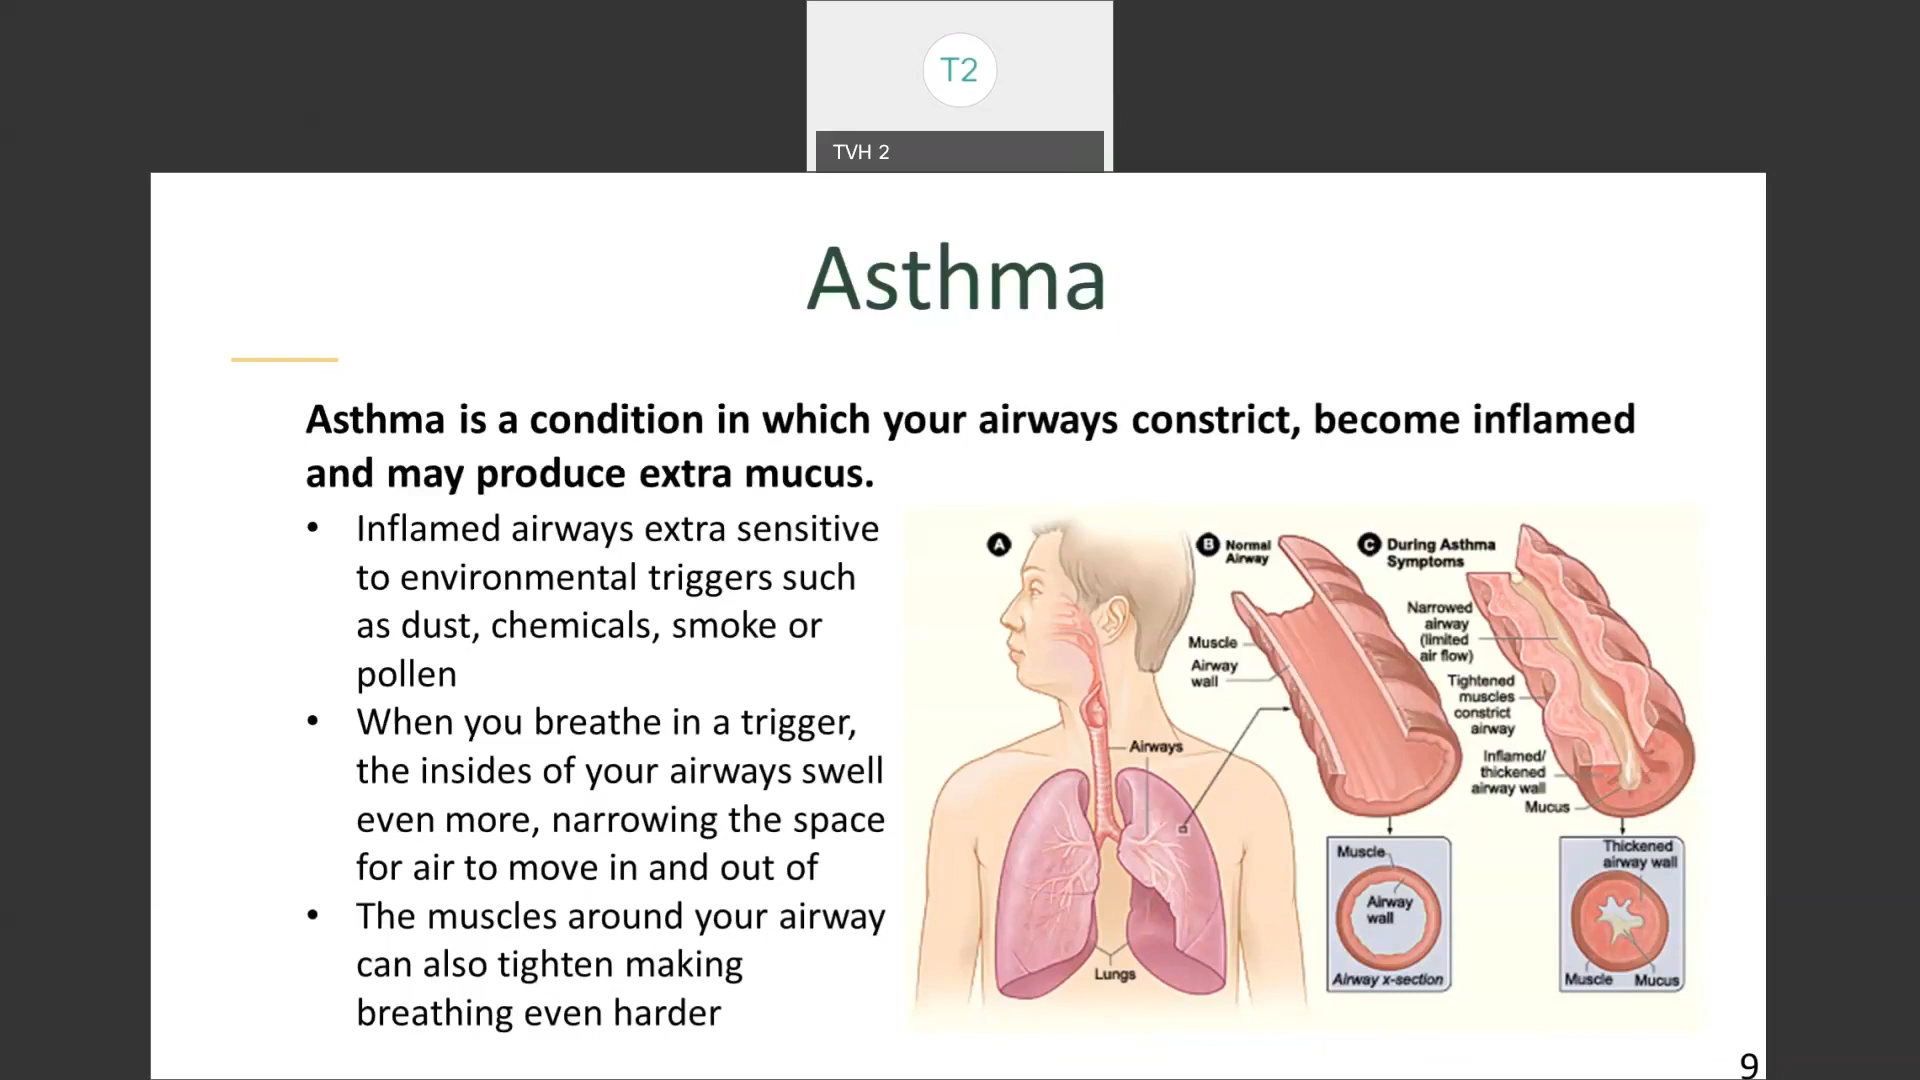 T2
TVH 2
Asthma
Asthma is a condition in which your airways constrict, become inflamed
and may produce extra mucus.
• Inflamed airways extra sensitive
to environmental triggers such
as dust, chemicals, smoke or
pollen
• When you breathe in a trigger,
the insides of your airways swell
even more, narrowing the space
for air to move in and out of
• The muscles around your airway
can also tighten making
breathing even harder
A
Airways
Lungs
B Normal
Airway
Muscle
Airway
wall
C During Asthma
Symptoms
Narrowed
airway
(limited
air flow)
Tightened
muscles
constrict
airway
Inflamed/
thickened
airway wall
Mucus
Muscle
Airway
wall
Airway x-section
Thickened
airway wall
Muscle
Mucus
9